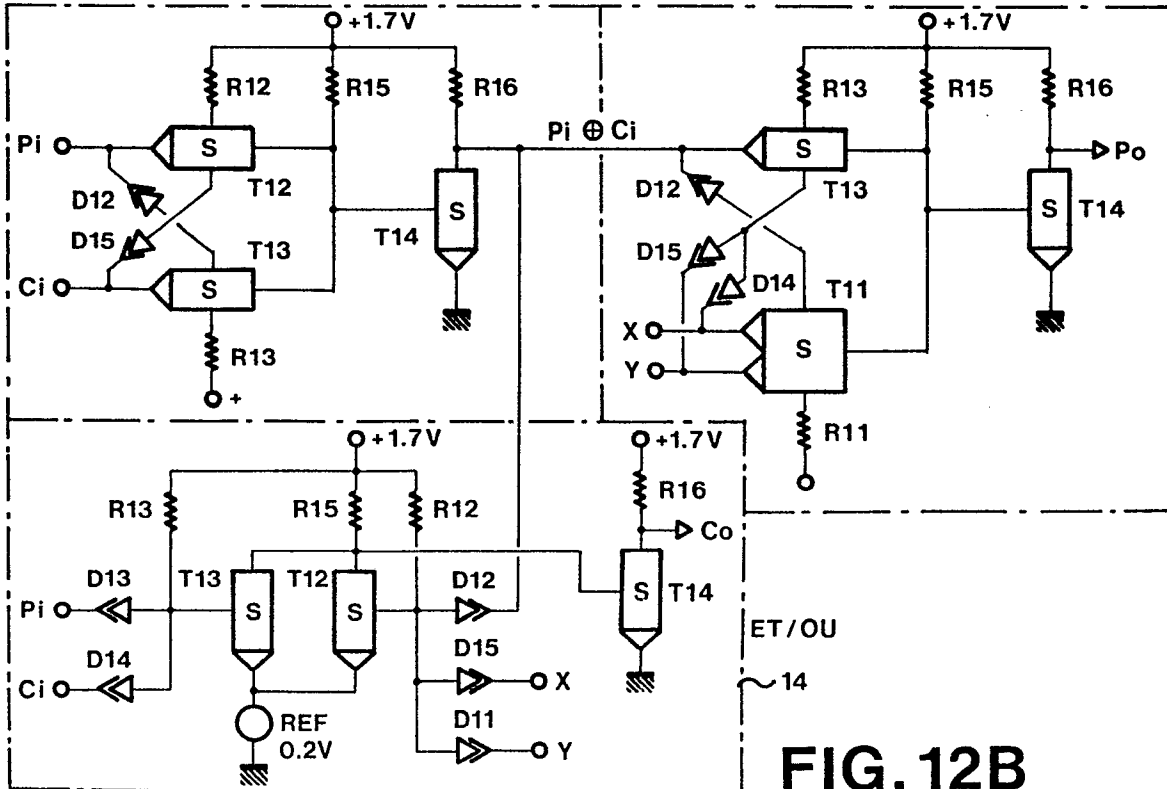 +1.7V
R12
R15
R16
Pi
S
T12
D12
D15
T13
Ci
S
R13
+
S
T14
Pi ⊕ Ci
+1.7V
R13
R15
R16
S
T13
Po
D12
D15
D14
T11
X
Y
S
R11
S
T14
+1.7V
R13
R15
R12
+1.7V
R16
Co
T13
T12
D13
Pi
S
S
D12
S
T14
D14
Ci
D15
X
D11
Y
REF
0.2V
ET/OU
14
FIG.12B